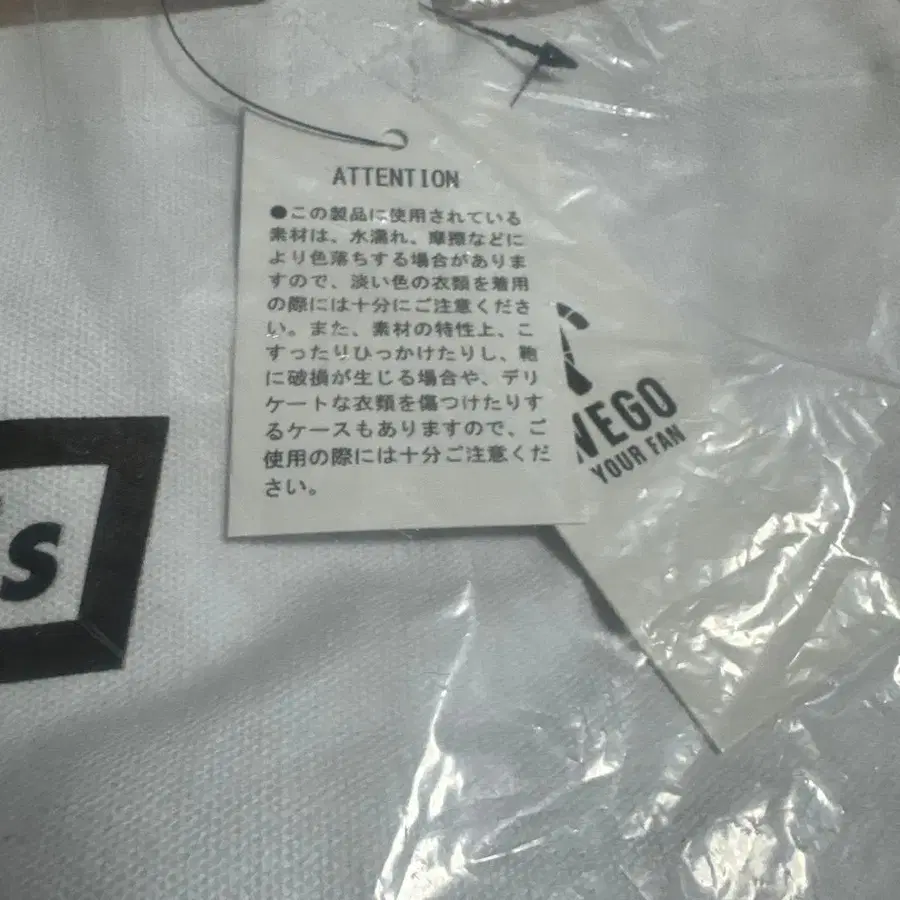 ATTENTION
●この製品に使用されている
素材は、水濡れ、摩擦などに
より色落ちする場合がありま
すので、淡い色の衣類を着用
の際には十分にご注意くださ
い。また、素材の特性上、こ
すったりひっかけたりし、鞄
に破損が生じる場合や、デリ
ケートな衣類を傷つけたりす
るケースもありますので、ご
使用の際には十分ご注意くだ
さい。
WEGO
YOUR FAN
s